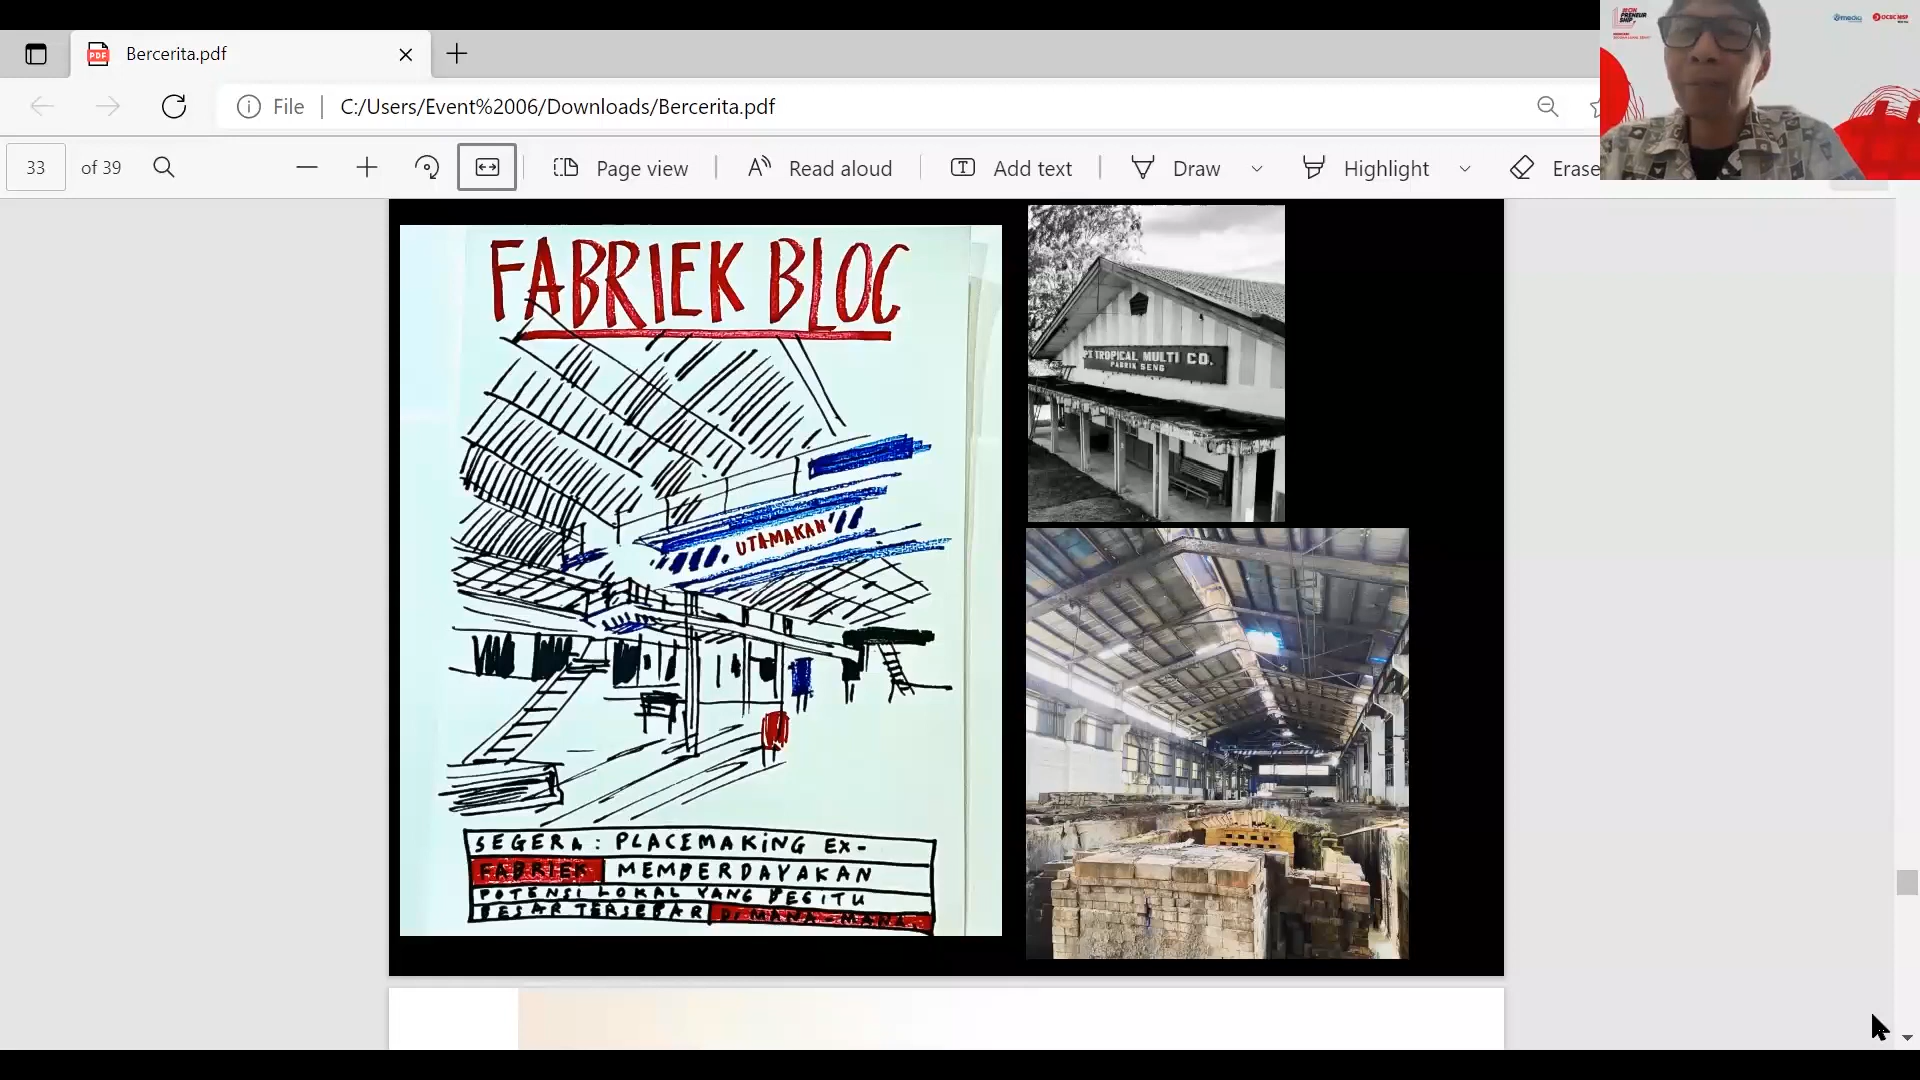 Bercerita.pdf
File
C:/Users/Event%2006/Downloads/Bercerita.pdf
33 of 39
Page view
Read aloud
Add text
Draw
Highlight
Erase
FABRIEK BLOC
UTAMAKAN
SEGERA: PLACEMAKING EX-
FABRIEK MEMBERDAYAKAN
POTENSI LOKAL YANG BEGITU
BESAR TERSEBAR DI MANA-MANA
PT TROPICAL MULTI CO.
PABRIK SENG